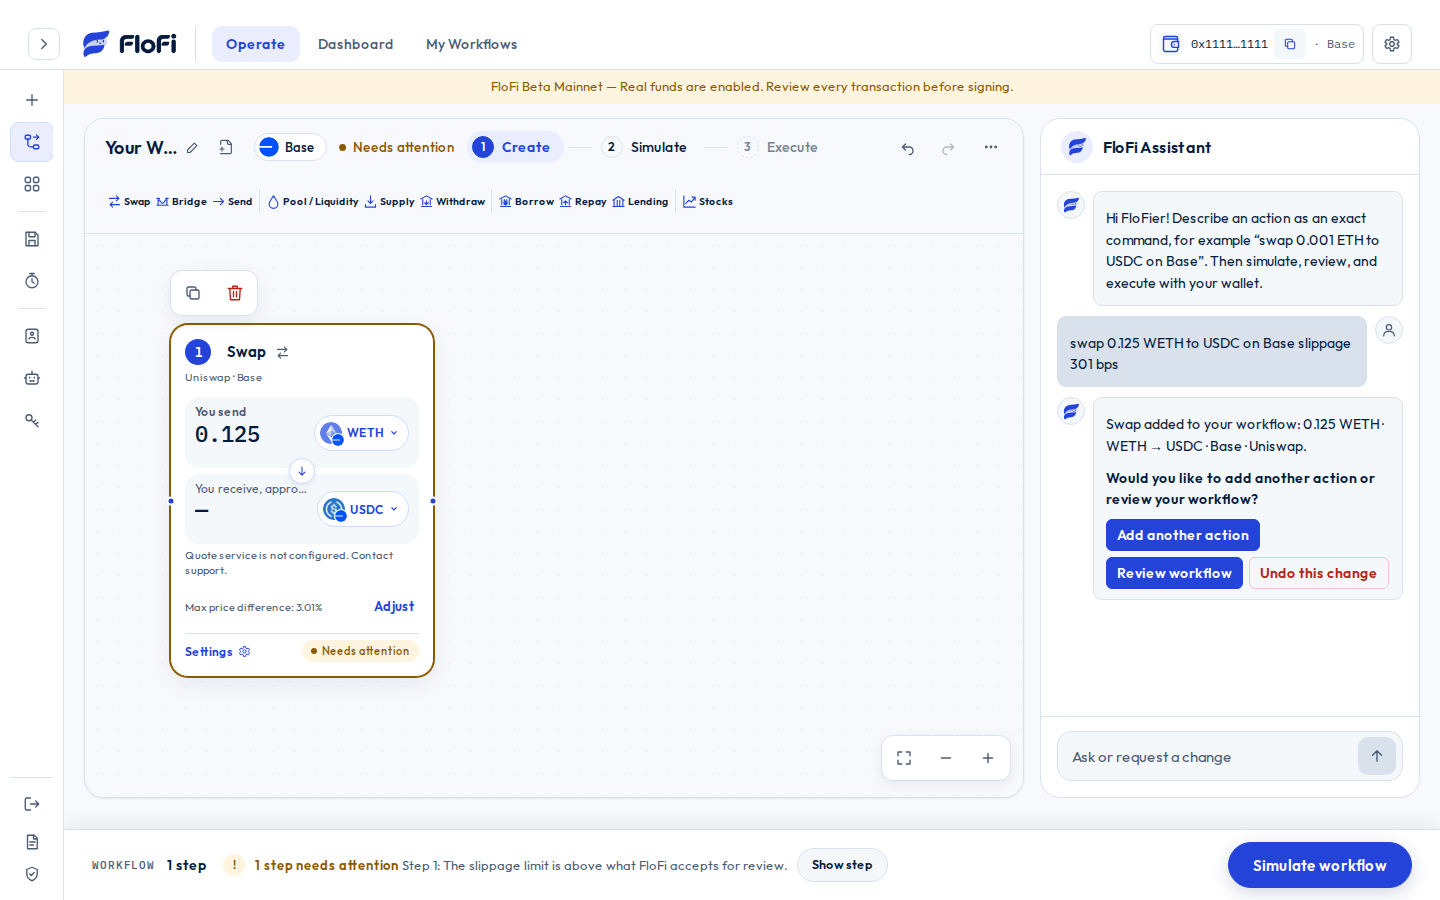 FloFi
Operate
Dashboard
My Workflows
0x1111…1111
· Base
FloFi Beta Mainnet — Real funds are enabled. Review every transaction before signing.
Your W...
Base
Needs attention
1 Create
2 Simulate
3 Execute
Swap
Bridge
Send
Pool / Liquidity
Supply
Withdraw
Borrow
Repay
Lending
Stocks
1 Swap
Uniswap · Base
You send
0.125
WETH
You receive, appro...
—
USDC
Quote service is not configured. Contact
support.
Max price difference: 3.01%
Adjust
Settings
Needs attention
FloFi Assistant
Hi FloFier! Describe an action as an exact
command, for example “swap 0.001 ETH to
USDC on Base”. Then simulate, review, and
execute with your wallet.
swap 0.125 WETH to USDC on Base slippage
301 bps
Swap added to your workflow: 0.125 WETH ·
WETH → USDC · Base · Uniswap.
Would you like to add another action or
review your workflow?
Add another action
Review workflow
Undo this change
Ask or request a change
WORKFLOW 1 step
! 1 step needs attention Step 1: The slippage limit is above what FloFi accepts for review.
Show step
Simulate workflow